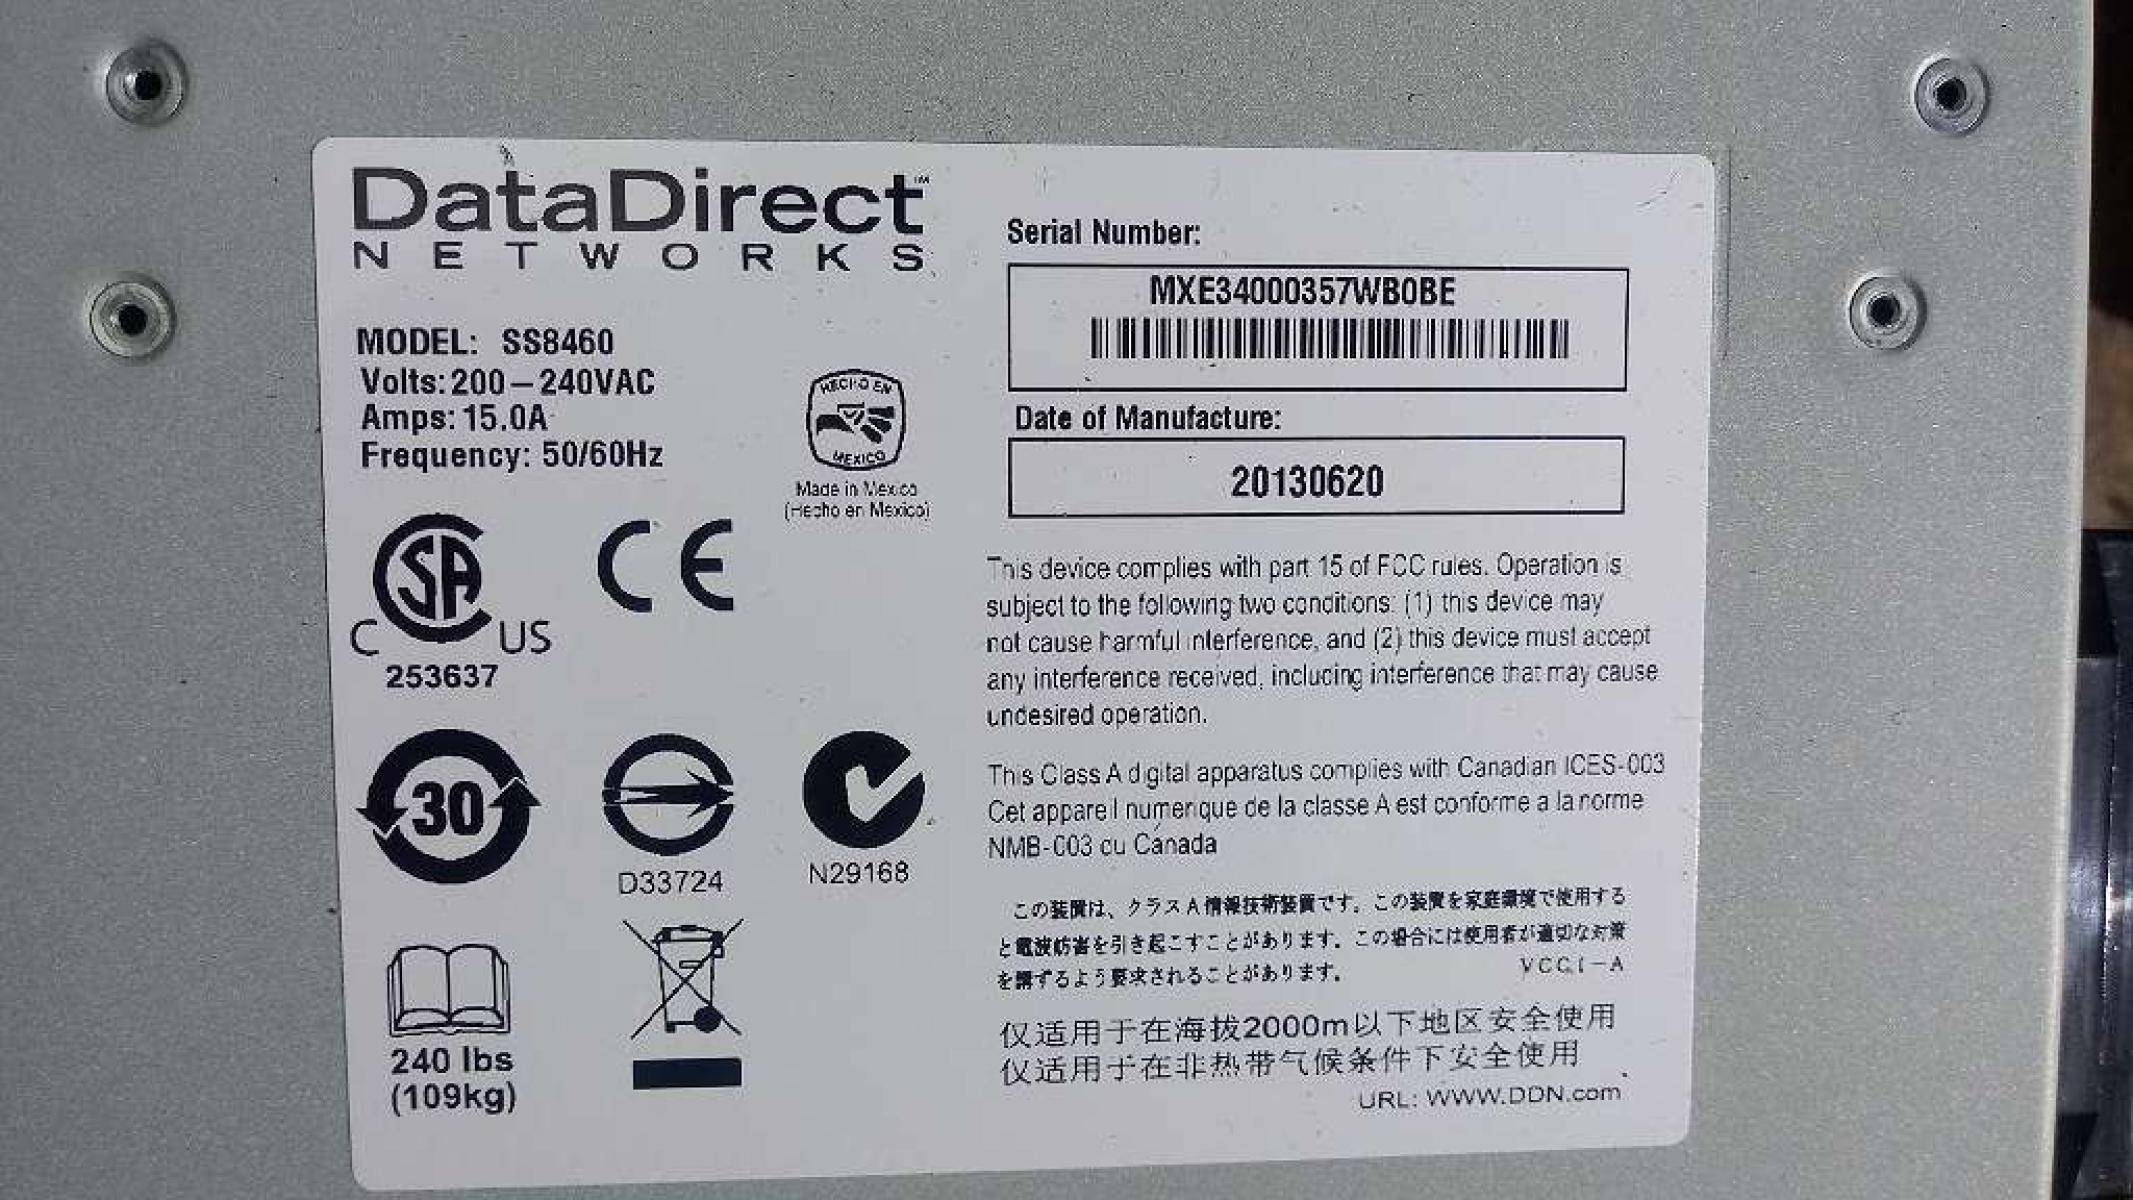 DataDirect™
NETWORKS
MODEL: SS8460
Volts: 200–240VAC
Amps: 15.0A
Frequency: 50/60Hz
HECHO EN
MEXICO
Made in Mexico
(Hecho en Mexico)
SA
C US
253637
CE
30
D33724
N29168
240 lbs
(109kg)
Serial Number:
MXE34000357WB0BE
Date of Manufacture:
20130620
This device complies with part 15 of FCC rules. Operation is
subject to the following two conditions: (1) this device may
not cause harmful interference, and (2) this device must accept
any interference received, including interference that may cause
undesired operation.
This Class A digital apparatus complies with Canadian ICES-003
Cet appareil numerique de la classe A est conforme a la norme
NMB-003 du Canada
この装置は、クラスA情報技術装置です。この装置を家庭環境で使用する
と電波妨害を引き起こすことがあります。この場合には使用者が適切な対策
を講ずるよう要求されることがあります。 VCCI-A
仅适用于在海拔2000m以下地区安全使用
仅适用于在非热带气候条件下安全使用
URL: WWW.DDN.com